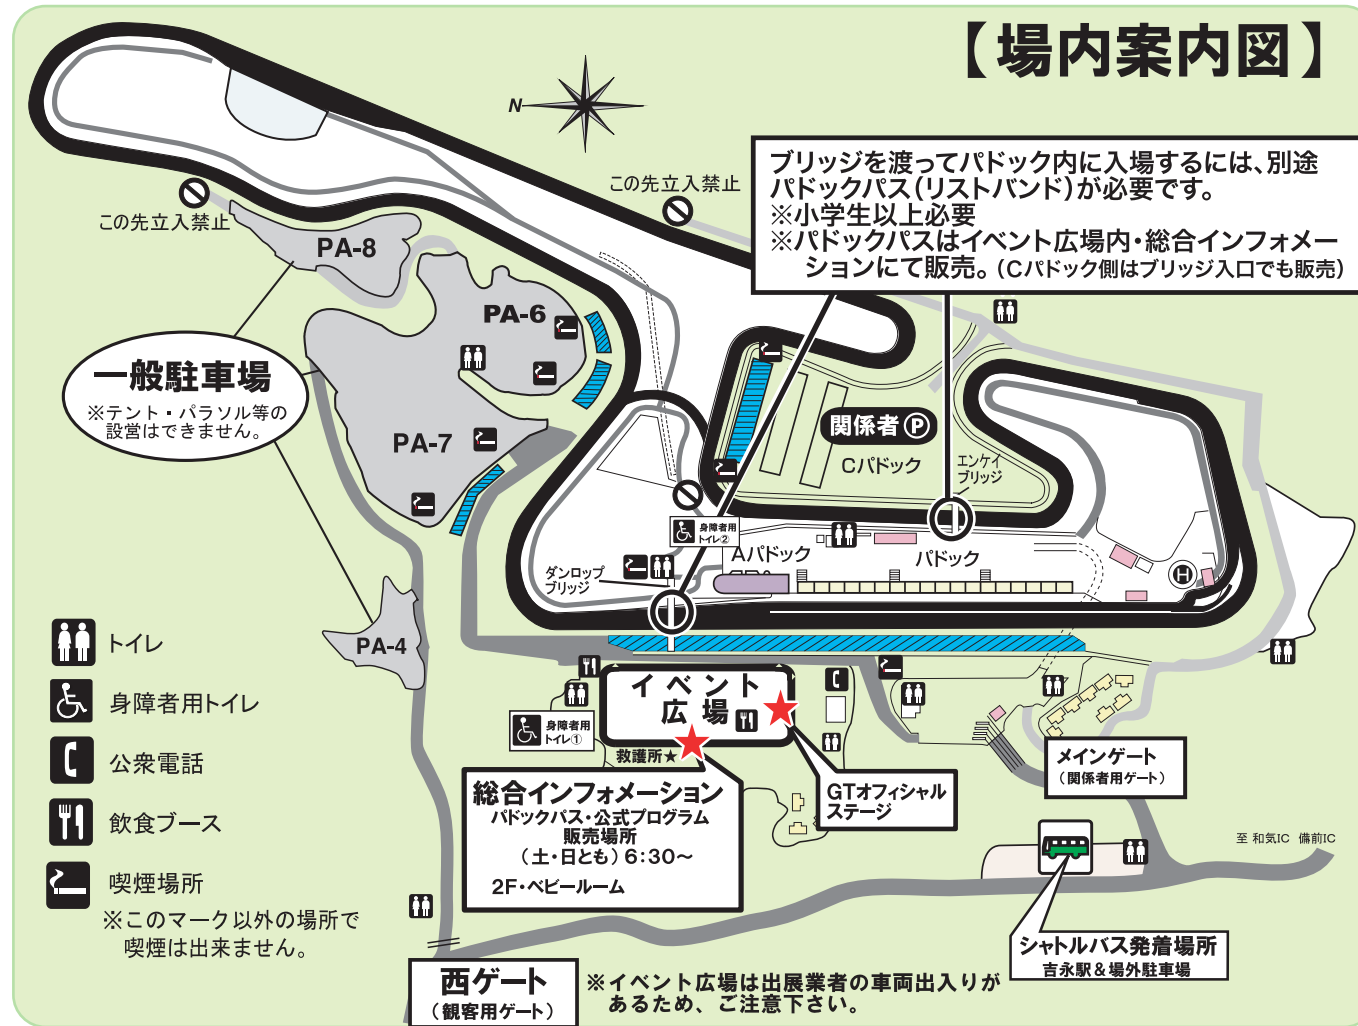 【場内案内図】
N
ブリッジを渡ってパドック内に入場するには、別途
パドックパス(リストバンド)が必要です。
※小学生以上必要
※パドックパスはイベント広場内・総合インフォメー
ションにて販売。(Cパドック側はブリッジ入口でも販売)
この先立入禁止
この先立入禁止
PA-8
PA-6
一般駐車場
※テント・パラソル等の
設営はできません。
PA-7
関係者Ⓟ
Cパドック
エンケイ
ブリッジ
身障者用
トイレ②
Aパドック
パドック
ダンロップ
ブリッジ
H
PA-4
トイレ
身障者用トイレ
公衆電話
飲食ブース
喫煙場所
※このマーク以外の場所で
喫煙は出来ません。
イベント
広場
身障者用
トイレ①
救護所★
総合インフォメーション
パドックパス・公式プログラム
販売場所
(土・日とも)6:30〜
2F・ベビールーム
GTオフィシャル
ステージ
メインゲート
(関係者用ゲート)
至 和気IC 備前IC
シャトルバス発着場所
吉永駅&場外駐車場
西ゲート
(観客用ゲート)
※イベント広場は出展業者の車両出入りが
あるため、ご注意下さい。